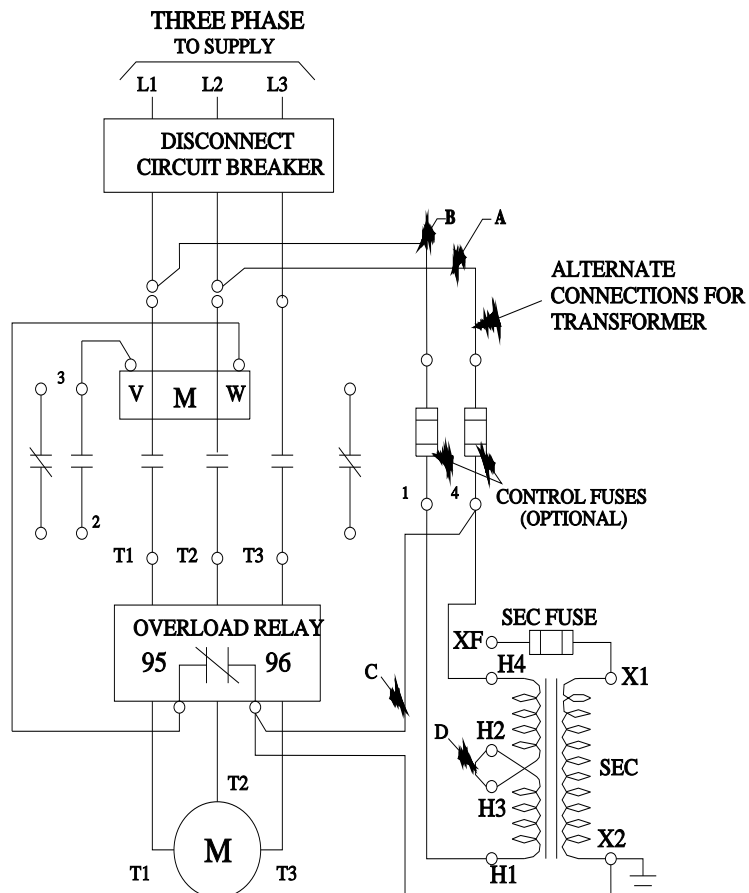 THREE PHASE
TO SUPPLY
L1 L2 L3
DISCONNECT
CIRCUIT BREAKER
B A
ALTERNATE
CONNECTIONS FOR
TRANSFORMER
3
V M W
2
1 4
CONTROL FUSES
(OPTIONAL)
T1 T2 T3
OVERLOAD RELAY
95 96
SEC FUSE
XF
H4 X1
C
D
H2
SEC
H3
T2
M
T1 T3
X2
H1